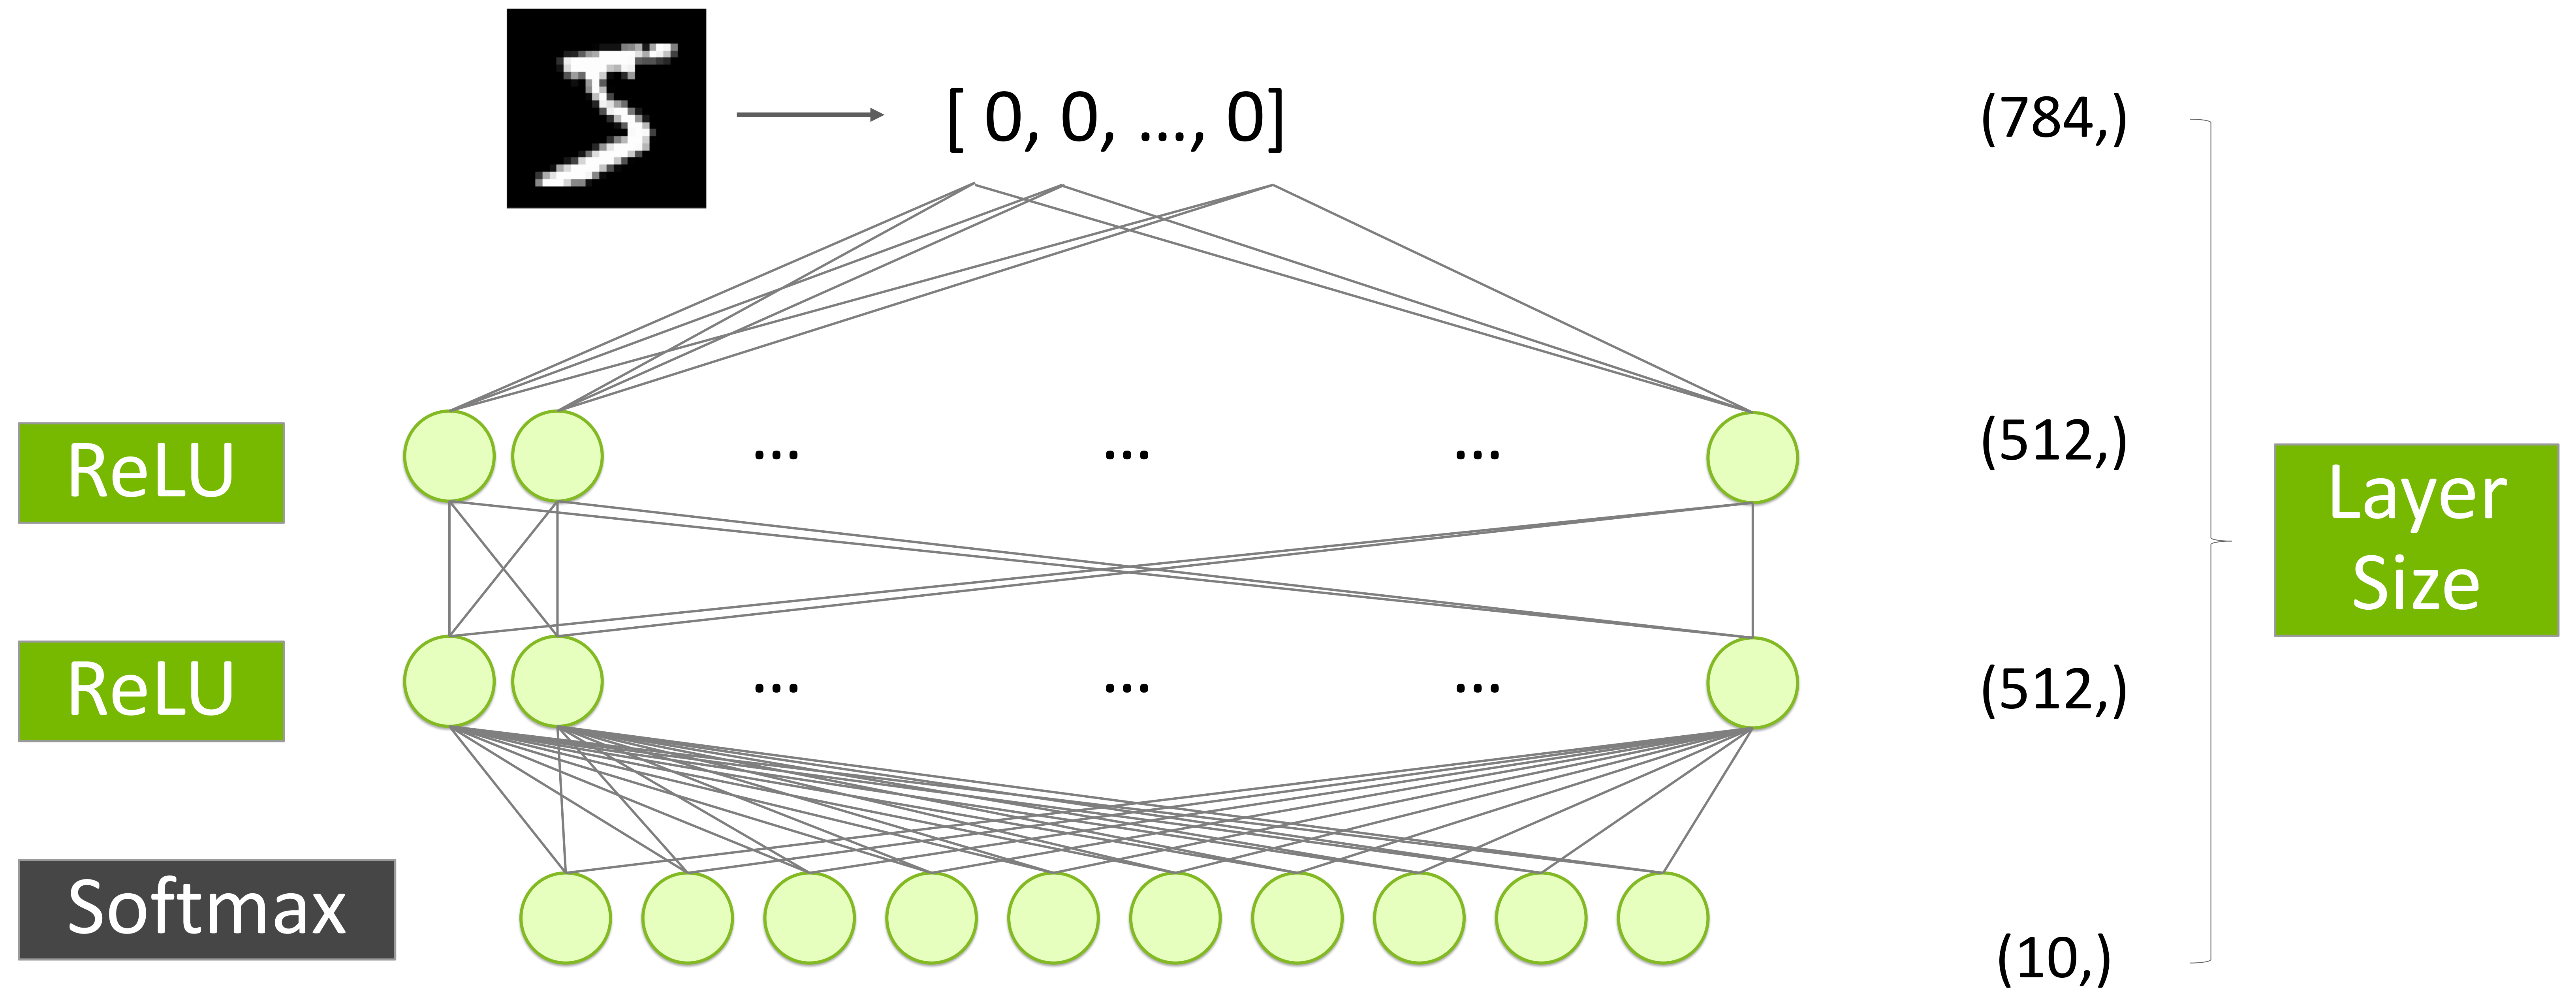 [ 0, 0, ..., 0]
(784,)
ReLU
... ... ...
(512,)
Layer
Size
ReLU
... ... ...
(512,)
Softmax
(10,)